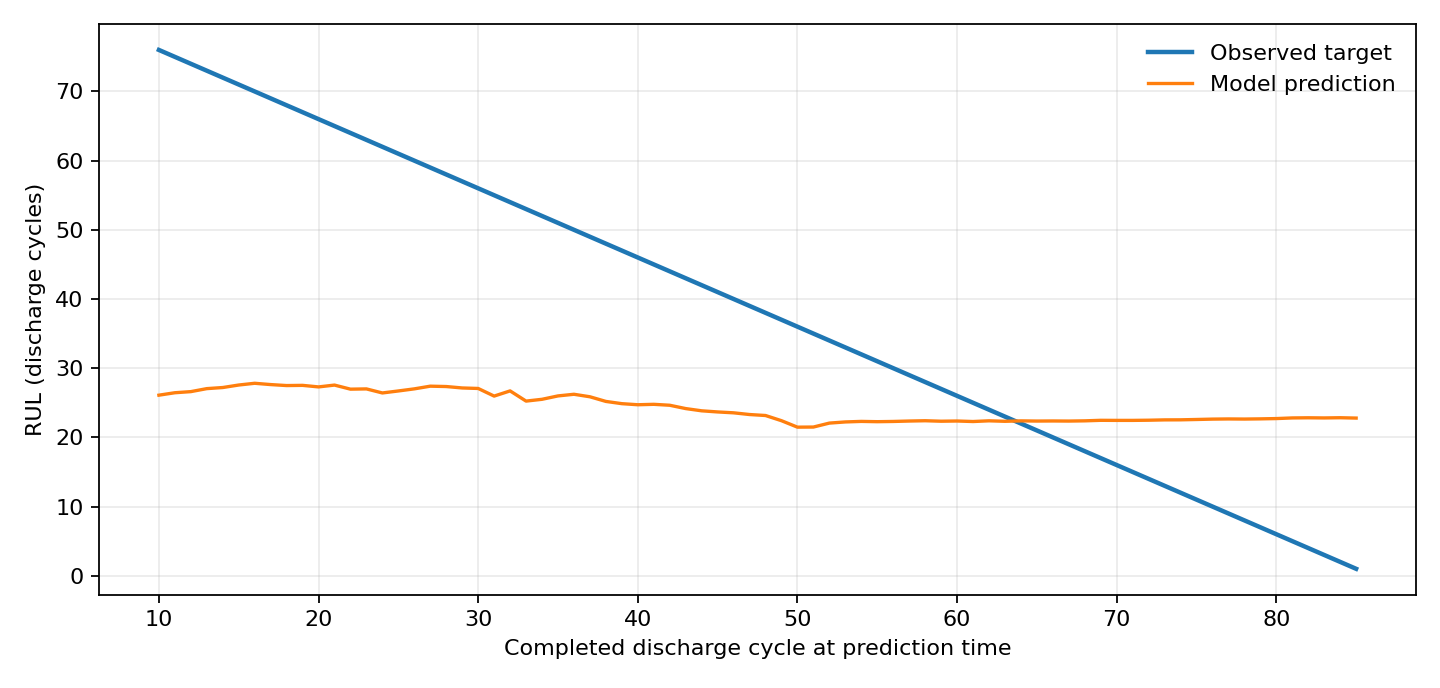 Observed target
Model prediction
70
60
50
40
30
20
10
0
RUL (discharge cycles)
10 20 30 40 50 60 70 80
Completed discharge cycle at prediction time